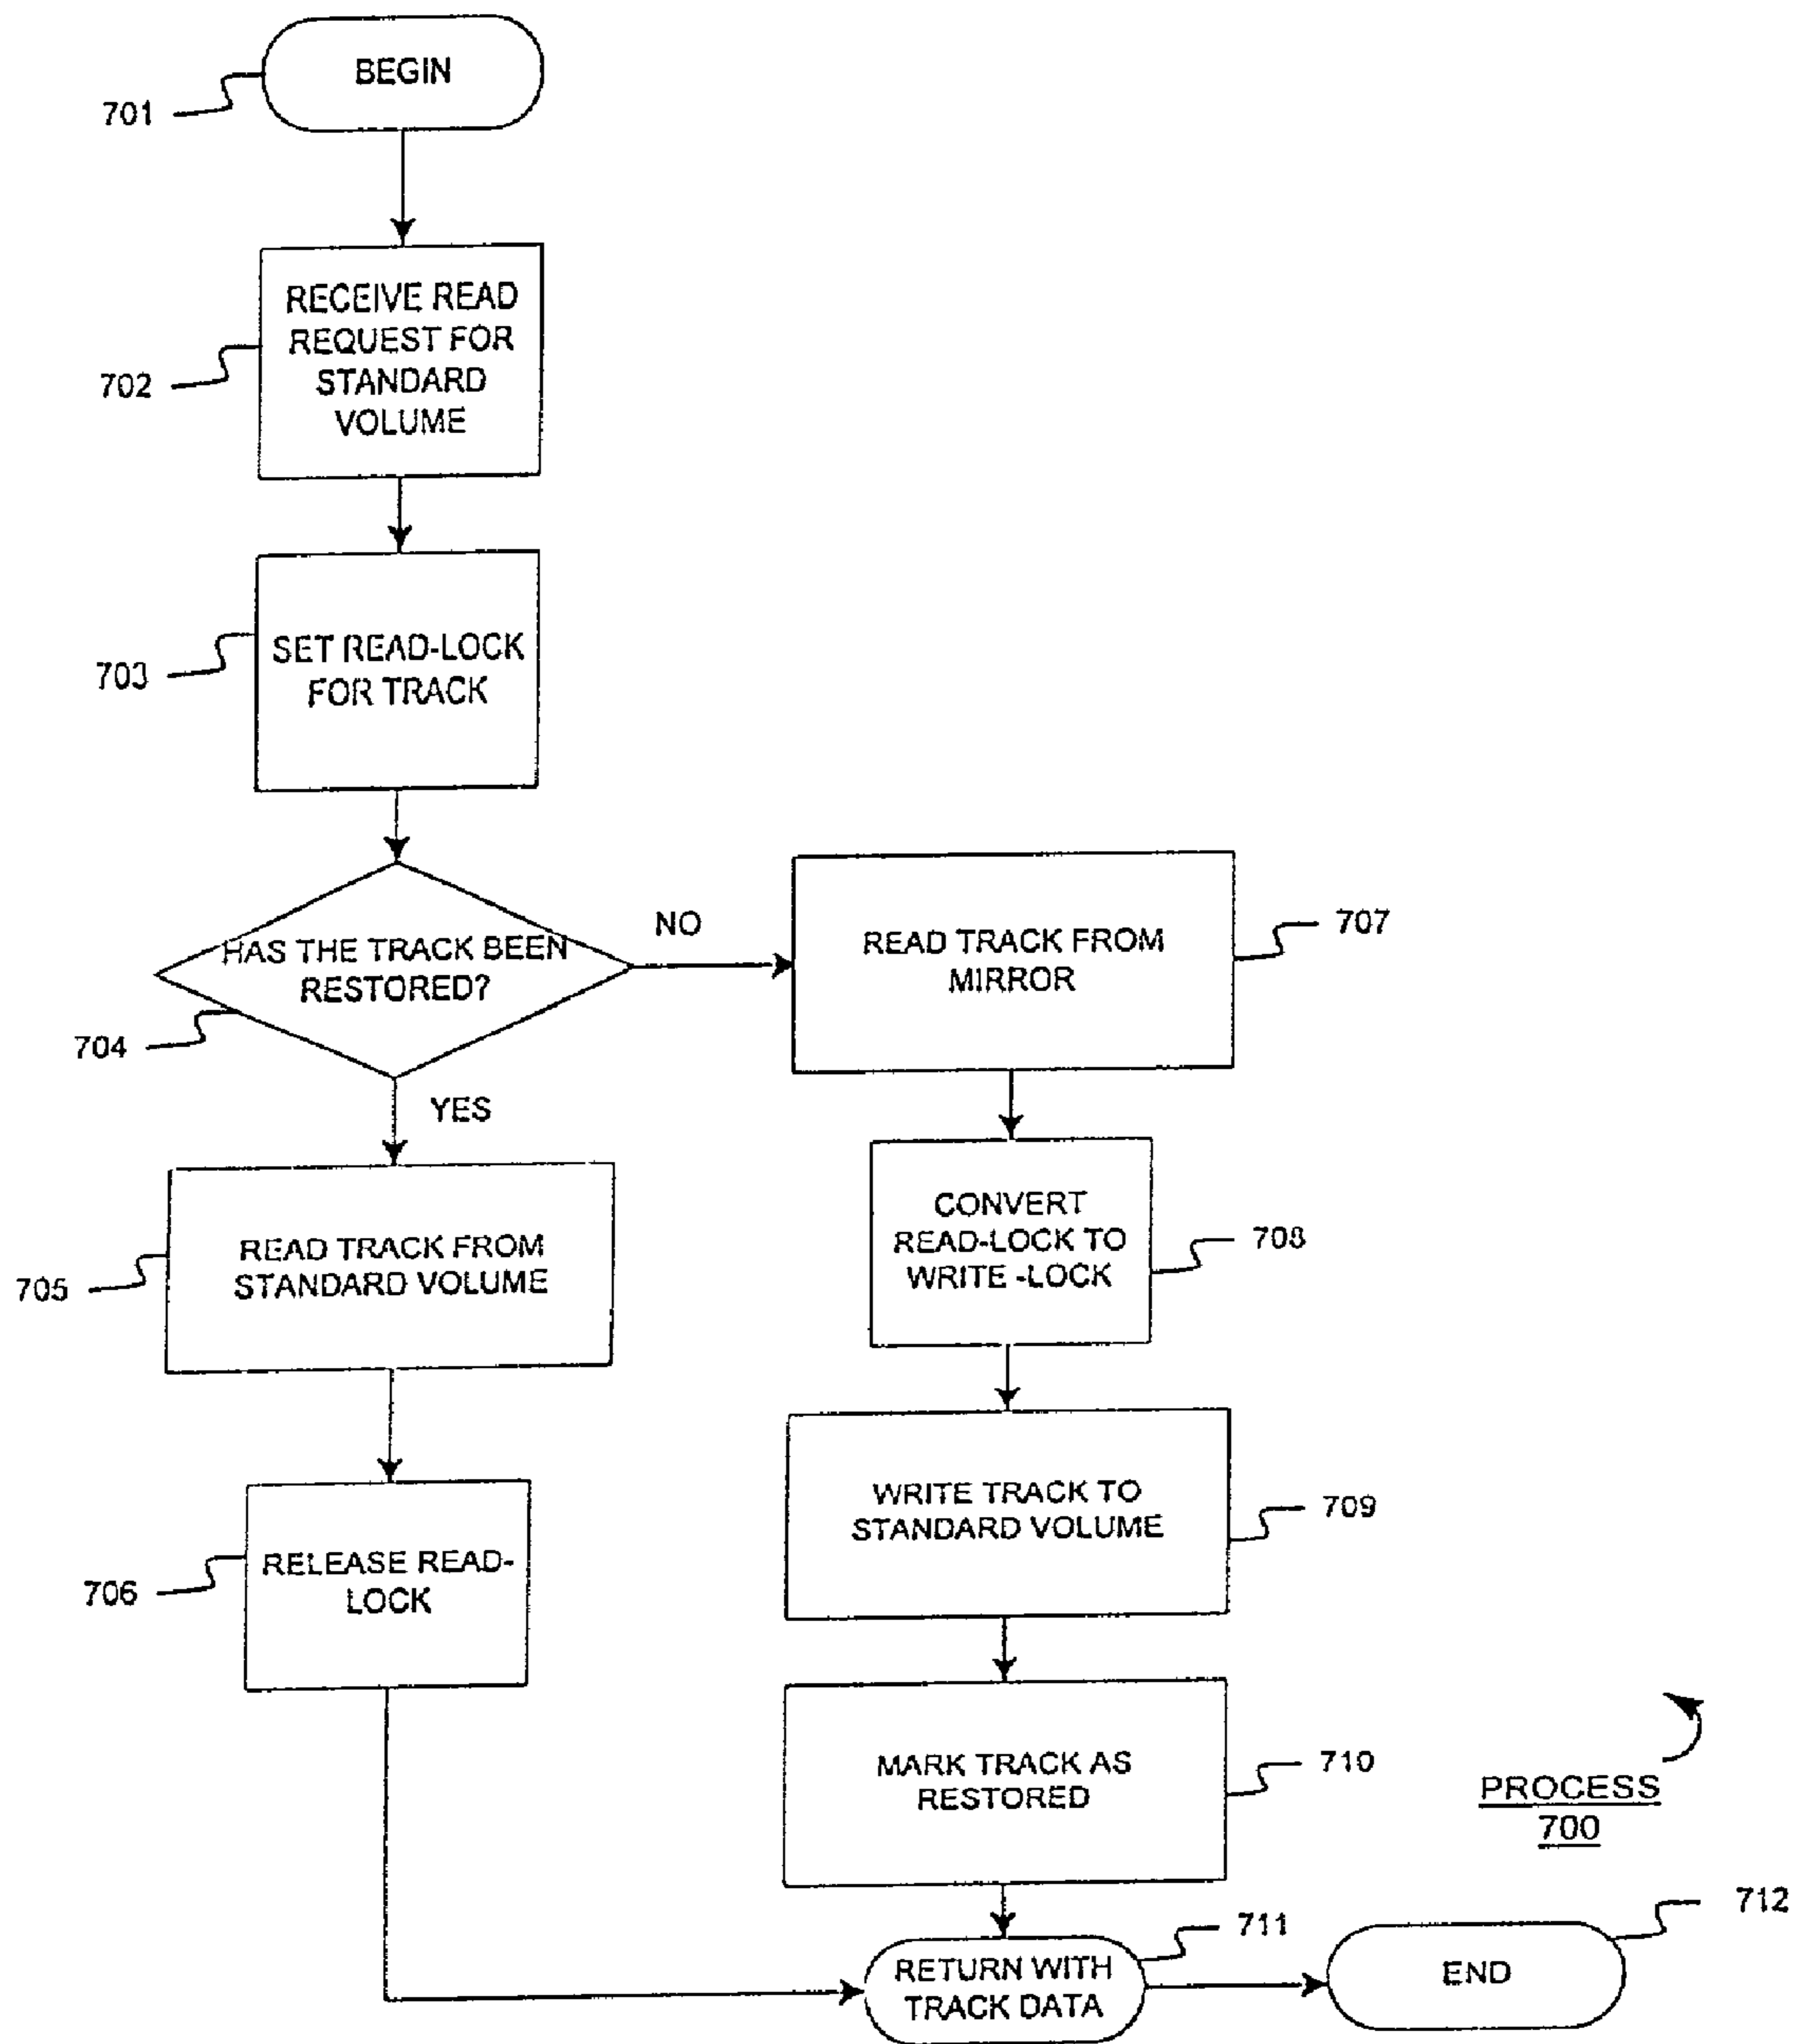 BEGIN
701
RECEIVE READ
REQUEST FOR
STANDARD
VOLUME
702
SET READ-LOCK
FOR TRACK
703
HAS THE TRACK BEEN
RESTORED?
704
NO
YES
READ TRACK FROM
STANDARD VOLUME
705
RELEASE READ-
LOCK
706
READ TRACK FROM
MIRROR
707
CONVERT
READ-LOCK TO
WRITE -LOCK
708
WRITE TRACK TO
STANDARD VOLUME
709
MARK TRACK AS
RESTORED
710
RETURN WITH
TRACK DATA
711
END
712
PROCESS
700